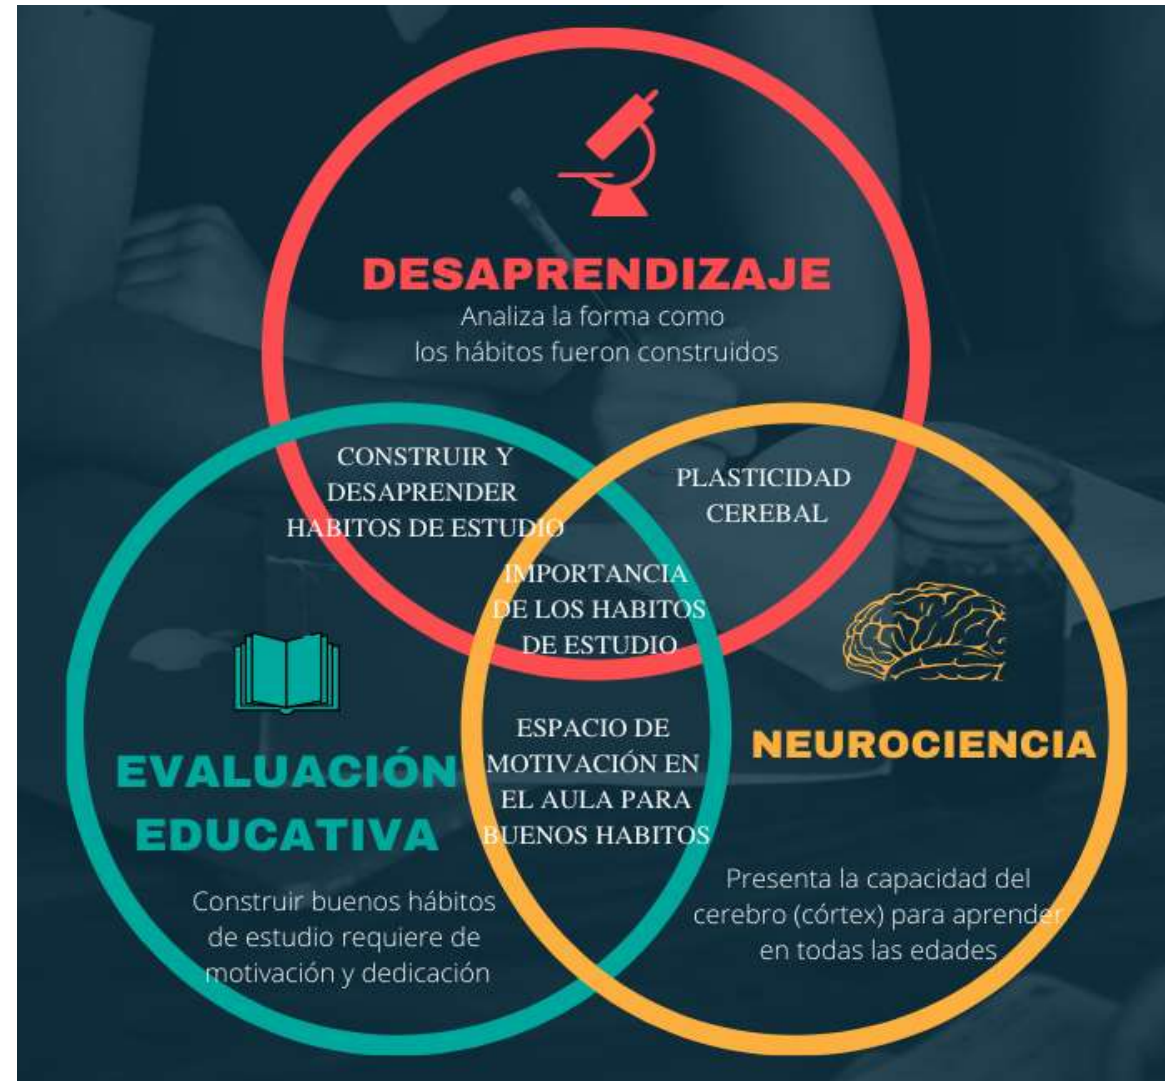 DESAPRENDIZAJE
Analiza la forma como
los hábitos fueron construidos
CONSTRUIR Y
DESAPRENDER
HABITOS DE ESTUDIO
PLASTICIDAD
CEREBAL
IMPORTANCIA
DE LOS HABITOS
DE ESTUDIO
EVALUACIÓN
EDUCATIVA
Construir buenos hábitos
de estudio requiere de
motivación y dedicación
ESPACIO DE
MOTIVACIÓN EN
EL AULA PARA
BUENOS HABITOS
NEUROCIENCIA
Presenta la capacidad del
cerebro (córtex) para aprender
en todas las edades